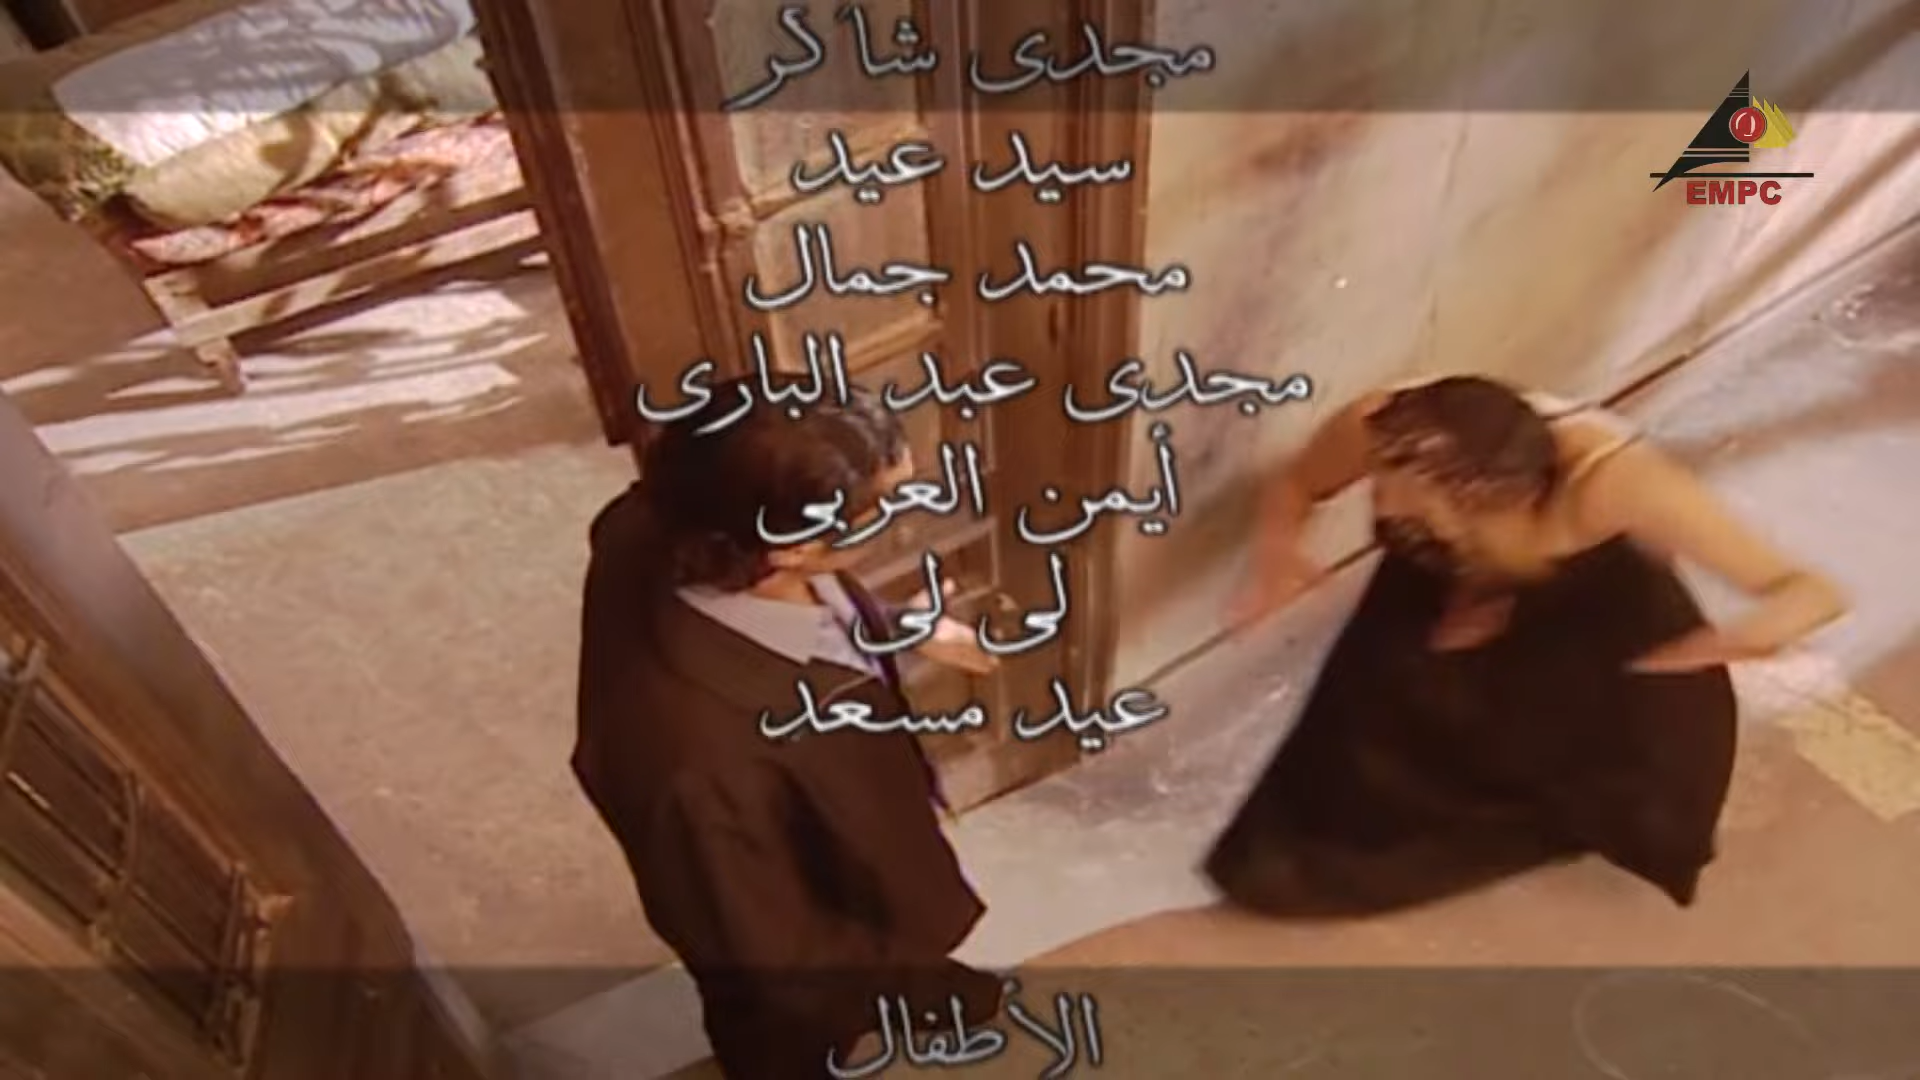 مجدى شاكر
سيد عيد
محمد جمال
مجدى عبد البارى
أيمن العربى
لى لى
عيد مسعد
الأطفال
EMPC